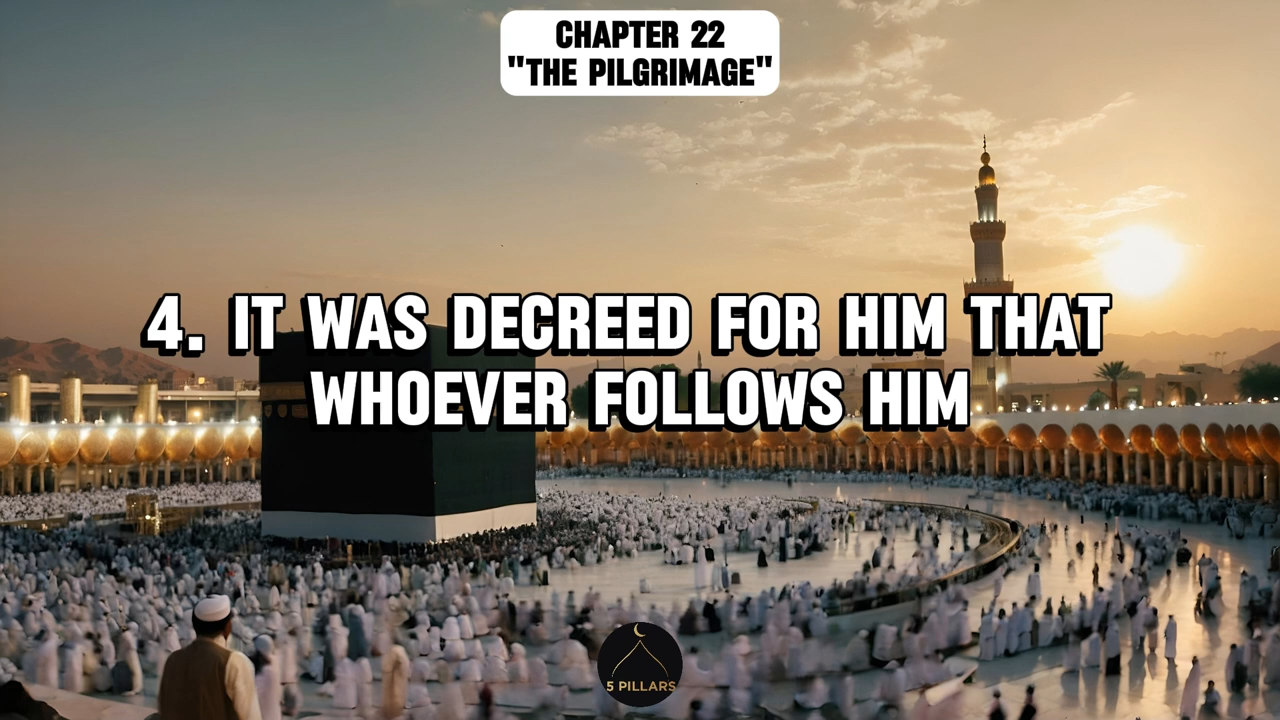 CHAPTER 22
"THE PILGRIMAGE"
4. IT WAS DECREED FOR HIM THAT
WHOEVER FOLLOWS HIM
5 PILLARS